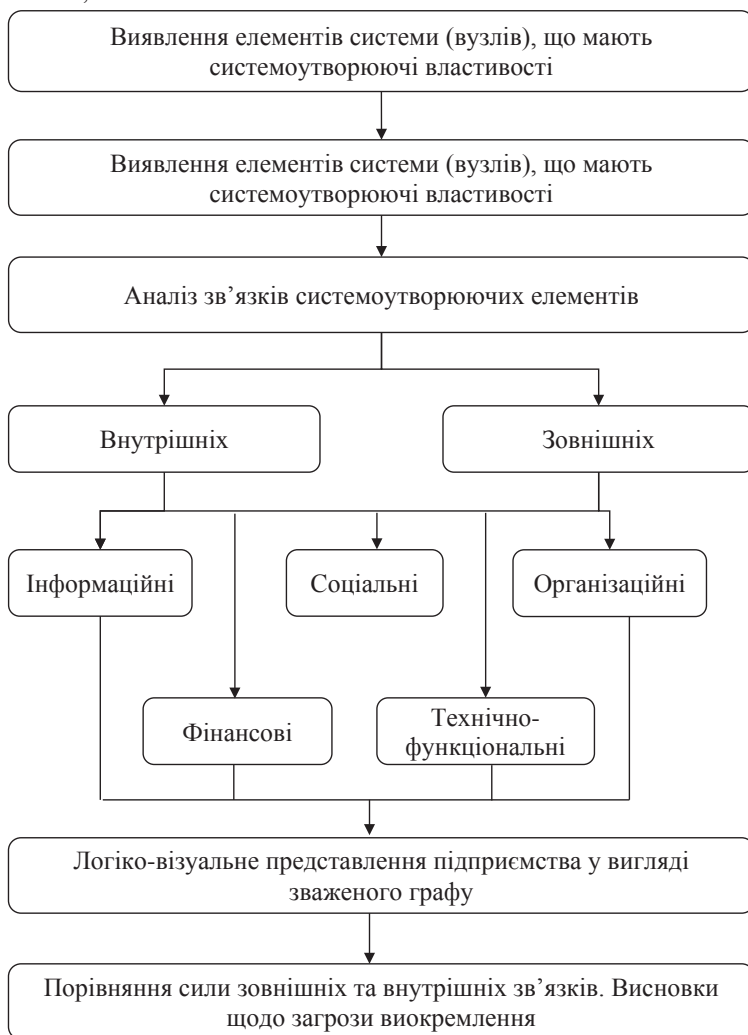 Виявлення елементів системи (вузлів), що мають
системоутворюючі властивості
Виявлення елементів системи (вузлів), що мають
системоутворюючі властивості
Аналіз зв’язків системоутворюючих елементів
Внутрішніх
Зовнішніх
Інформаційні
Соціальні
Організаційні
Фінансові
Технічно-
функціональні
Логіко-візуальне представлення підприємства у вигляді
зваженого графу
Порівняння сили зовнішніх та внутрішніх зв’язків. Висновки
щодо загрози виокремлення